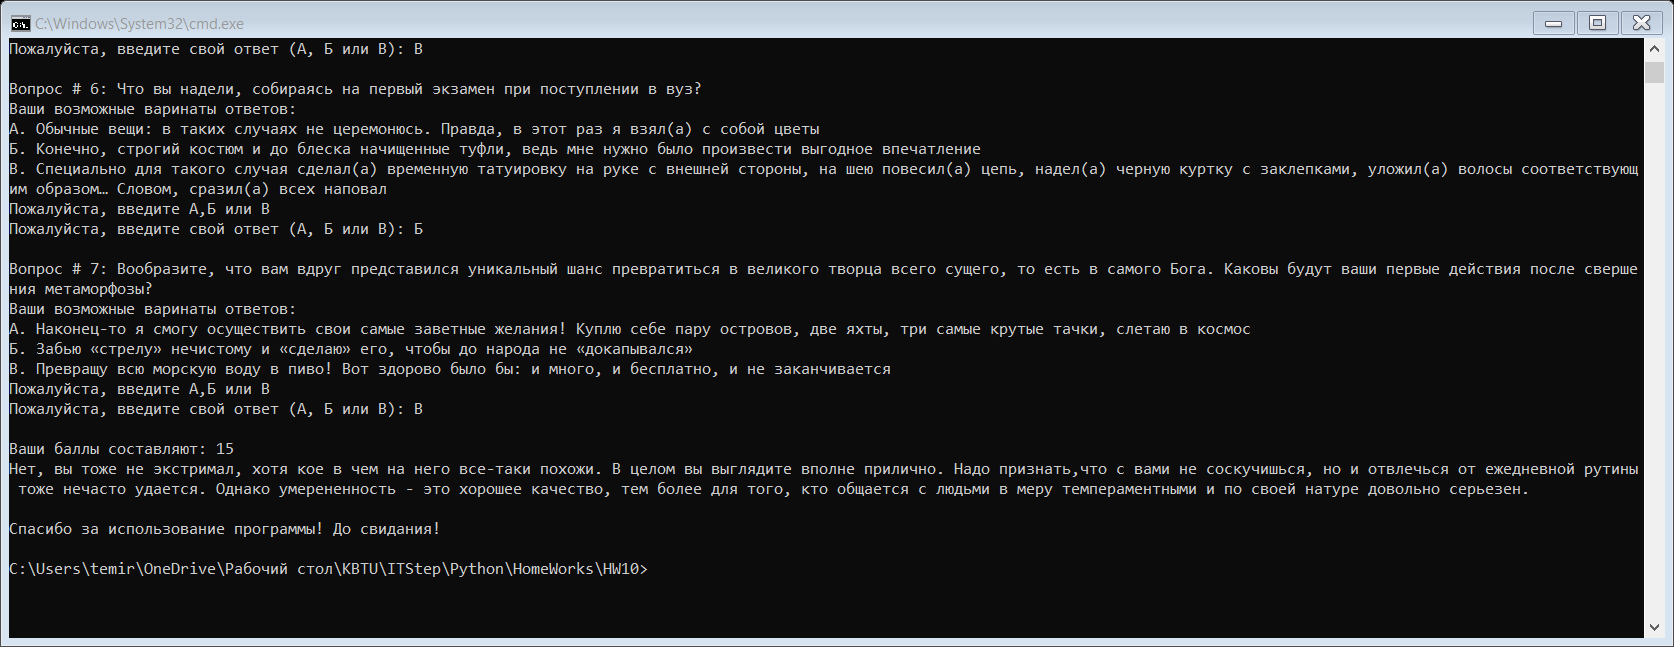 C:\Windows\System32\cmd.exe
Пожалуйста, введите свой ответ (А, Б или В): В
Вопрос # 6: Что вы надели, собираясь на первый экзамен при поступлении в вуз?
Ваши возможные варинаты ответов:
А. Обычные вещи: в таких случаях не церемонюсь. Правда, в этот раз я взял(а) с собой цветы
Б. Конечно, строгий костюм и до блеска начищенные туфли, ведь мне нужно было произвести выгодное впечатление
В. Специально для такого случая сделал(а) временную татуировку на руке с внешней стороны, на шею повесил(а) цепь, надел(а) черную куртку с заклепками, уложил(а) волосы соответствующ
им образом… Словом, сразил(а) всех наповал
Пожалуйста, введите А,Б или В
Пожалуйста, введите свой ответ (А, Б или В): Б
Вопрос # 7: Вообразите, что вам вдруг представился уникальный шанс превратиться в великого творца всего сущего, то есть в самого Бога. Каковы будут ваши первые действия после сверше
ния метаморфозы?
Ваши возможные варинаты ответов:
А. Наконец-то я смогу осуществить свои самые заветные желания! Куплю себе пару островов, две яхты, три самые крутые тачки, слетаю в космос
Б. Забью «стрелу» нечистому и «сделаю» его, чтобы до народа не «докапывался»
В. Превращу всю морскую воду в пиво! Вот здорово было бы: и много, и бесплатно, и не заканчивается
Пожалуйста, введите А,Б или В
Пожалуйста, введите свой ответ (А, Б или В): В
Ваши баллы составляют: 15
Нет, вы тоже не экстримал, хотя кое в чем на него все-таки похожи. В целом вы выглядите вполне прилично. Надо признать,что с вами не соскучишься, но и отвлечься от ежедневной рутины
тоже нечасто удается. Однако умерененность - это хорошее качество, тем более для того, кто общается с людьми в меру темпераментными и по своей натуре довольно серьезен.
Спасибо за использование программы! До свидания!
C:\Users\temir\OneDrive\Рабочий стол\KBTU\ITStep\Python\HomeWorks\HW10>